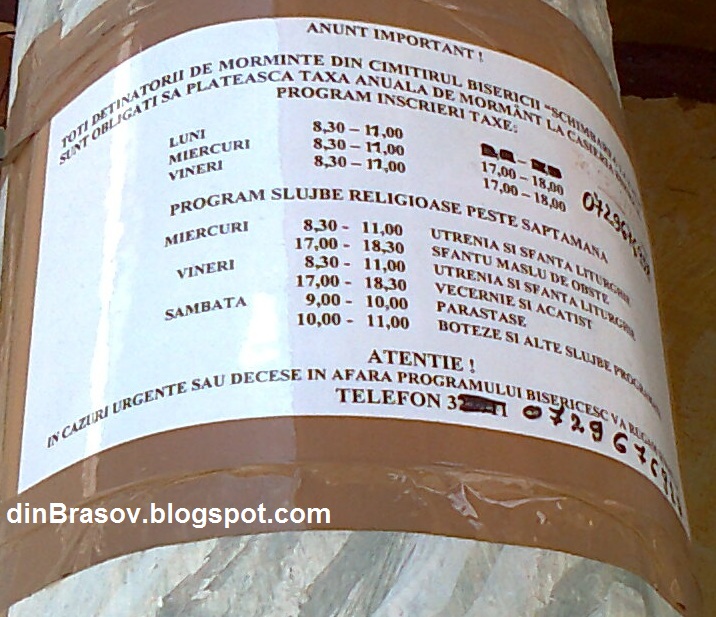 ANUNT IMPORTANT !
TOTI DETINATORII DE MORMINTE DIN CIMITIRUL BISERICII "SCHIMBAREA
SUNT OBLIGATI SA PLATEASCA TAXA ANUALA DE MORMÂNT LA CASIERIA
PROGRAM INSCRIERI TAXE:
LUNI 8,30 – 11,00
MIERCURI 8,30 – 11,00 17,00 – 18,00
VINERI 8,30 – 11,00 17,00 – 18,00
PROGRAM SLUJBE RELIGIOASE PESTE SAPTAMANA
MIERCURI 8,30 - 11,00 UTRENIA SI SFANTA LITURGHIE
17,00 - 18,30 SFANTU MASLU DE OBSTE
VINERI 8,30 - 11,00 UTRENIA SI SFANTA LITURGHIE
17,00 - 18,30 VECERNIE SI ACATIST
SAMBATA 9,00 - 10,00 PARASTASE
10,00 - 11,00 BOTEZE SI ALTE SLUJBE
ATENTIE !
IN CAZURI URGENTE SAU DECESE IN AFARA PROGRAMULUI BISERICESC VA RUGAM
TELEFON
dinBrasov.blogspot.com